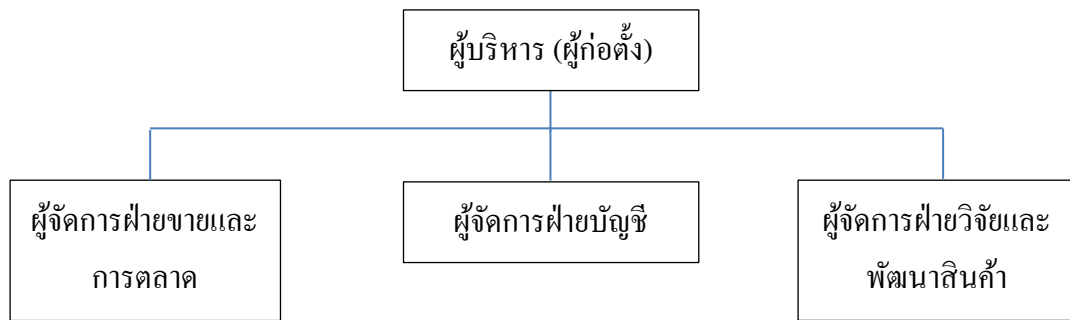 ผู้บริหาร (ผู้ก่อตั้ง)
ผู้จัดการฝ่ายขายและ
การตลาด
ผู้จัดการฝ่ายบัญชี
ผู้จัดการฝ่ายวิจัยและ
พัฒนาสินค้า